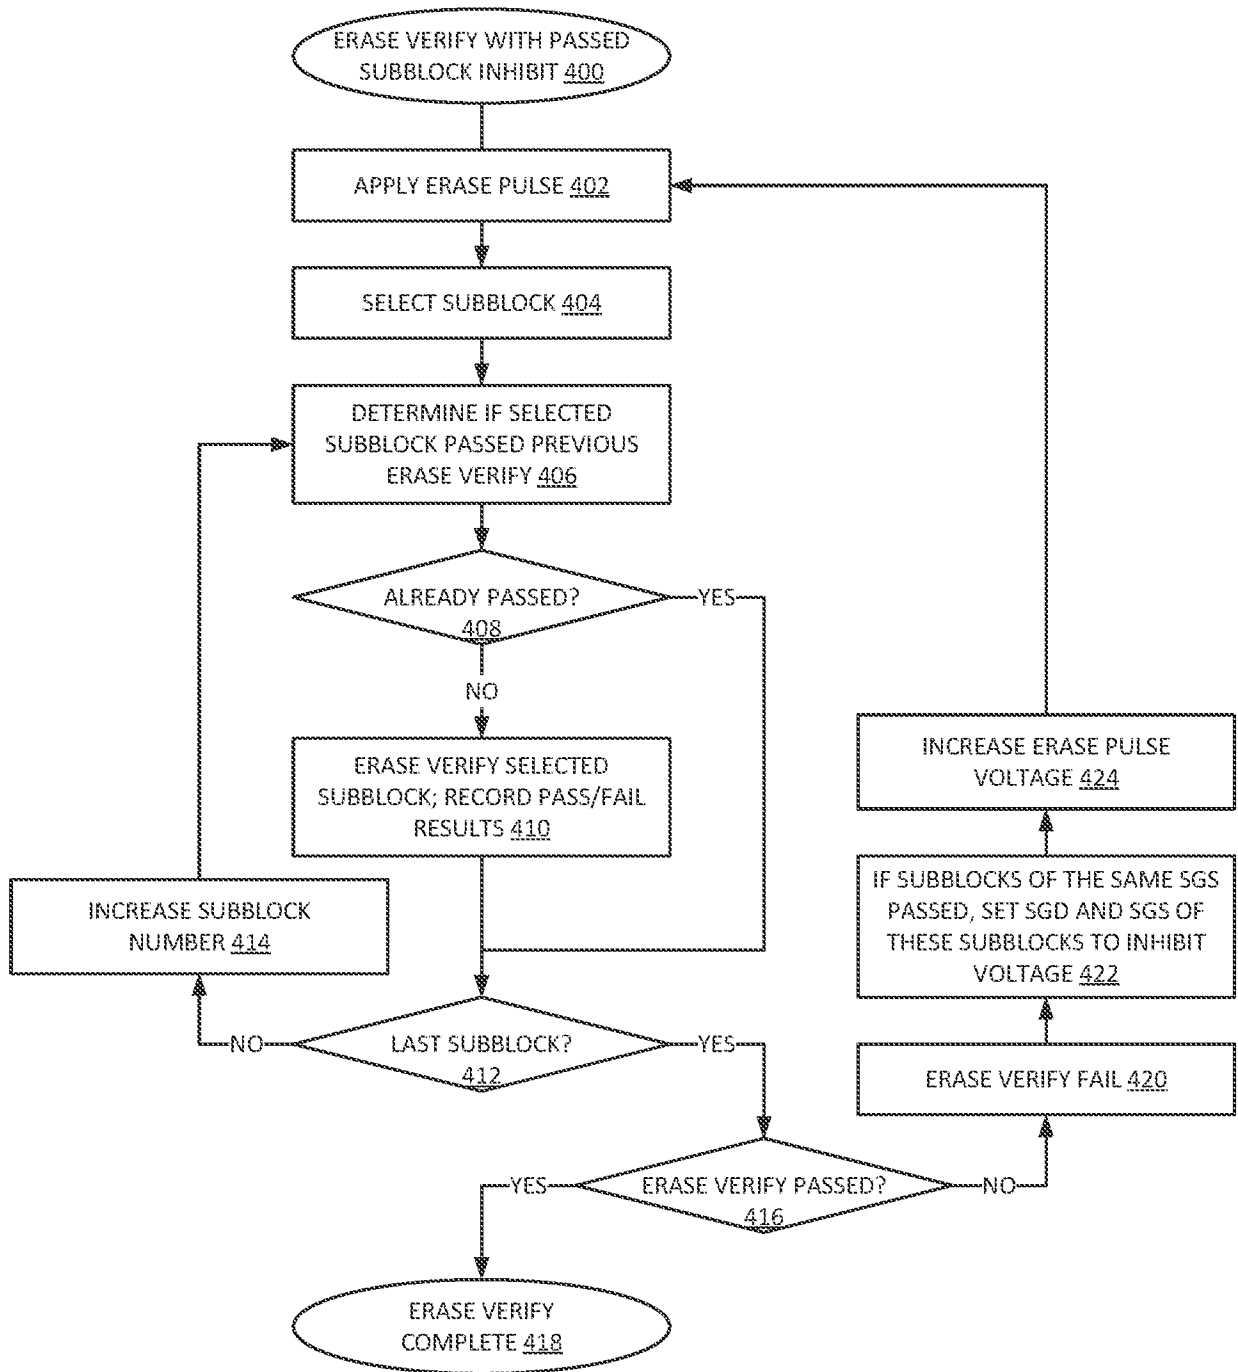 ERASE VERIFY WITH PASSED
SUBBLOCK INHIBIT 400
APPLY ERASE PULSE 402
SELECT SUBBLOCK 404
DETERMINE IF SELECTED
SUBBLOCK PASSED PREVIOUS
ERASE VERIFY 406
ALREADY PASSED?
408
YES
NO
ERASE VERIFY SELECTED
SUBBLOCK; RECORD PASS/FAIL
RESULTS 410
INCREASE SUBBLOCK
NUMBER 414
LAST SUBBLOCK?
412
NO
YES
ERASE VERIFY PASSED?
416
YES
NO
ERASE VERIFY
COMPLETE 418
ERASE VERIFY FAIL 420
IF SUBBLOCKS OF THE SAME SGS
PASSED, SET SGD AND SGS OF
THESE SUBBLOCKS TO INHIBIT
VOLTAGE 422
INCREASE ERASE PULSE
VOLTAGE 424